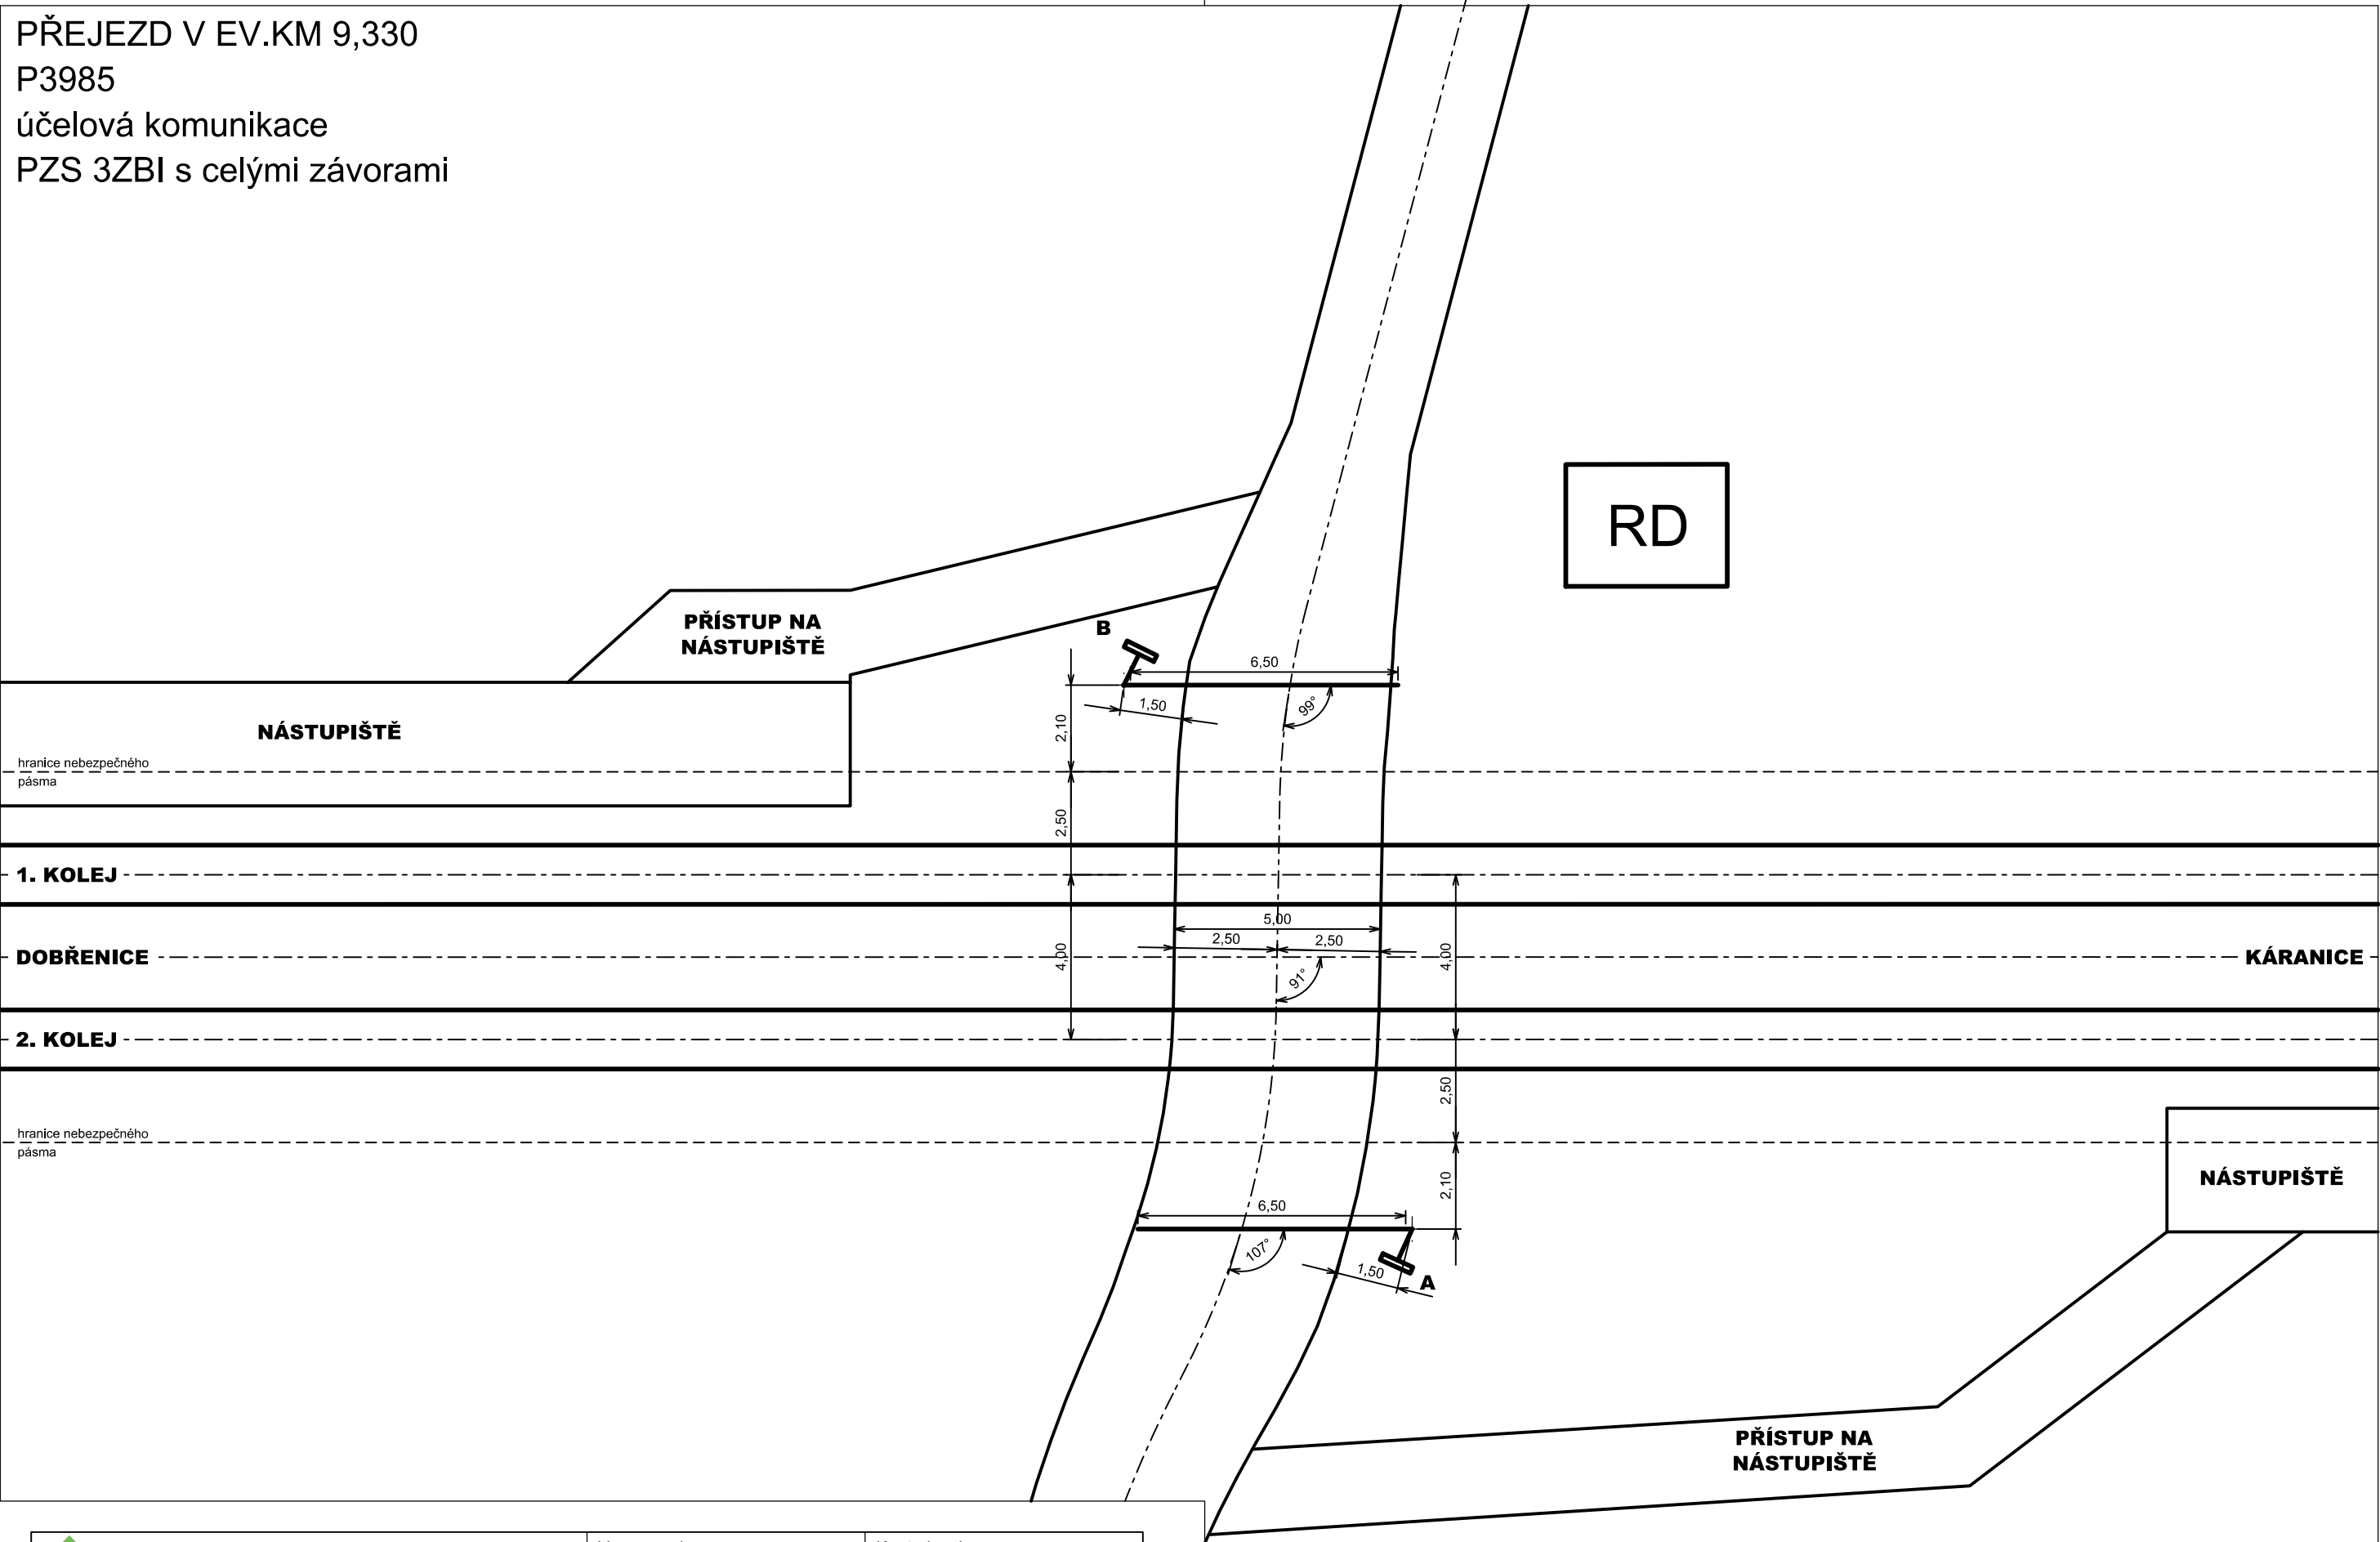 PŘEJEZD V EV.KM 9,330
P3985
účelová komunikace
PZS 3ZBI s celými závorami
RD
PŘÍSTUP NA
NÁSTUPIŠTĚ
B
6,50
1,50
99°
2,10
NÁSTUPIŠTĚ
hranice nebezpečného
pásma
2,50
1. KOLEJ
5,00
2,50
2,50
4,00
4,00
DOBŘENICE
KÁRANICE
91°
2. KOLEJ
2,50
hranice nebezpečného
pásma
2,10
NÁSTUPIŠTĚ
6,50
107°
1,50
A
PŘÍSTUP NA
NÁSTUPIŠTĚ